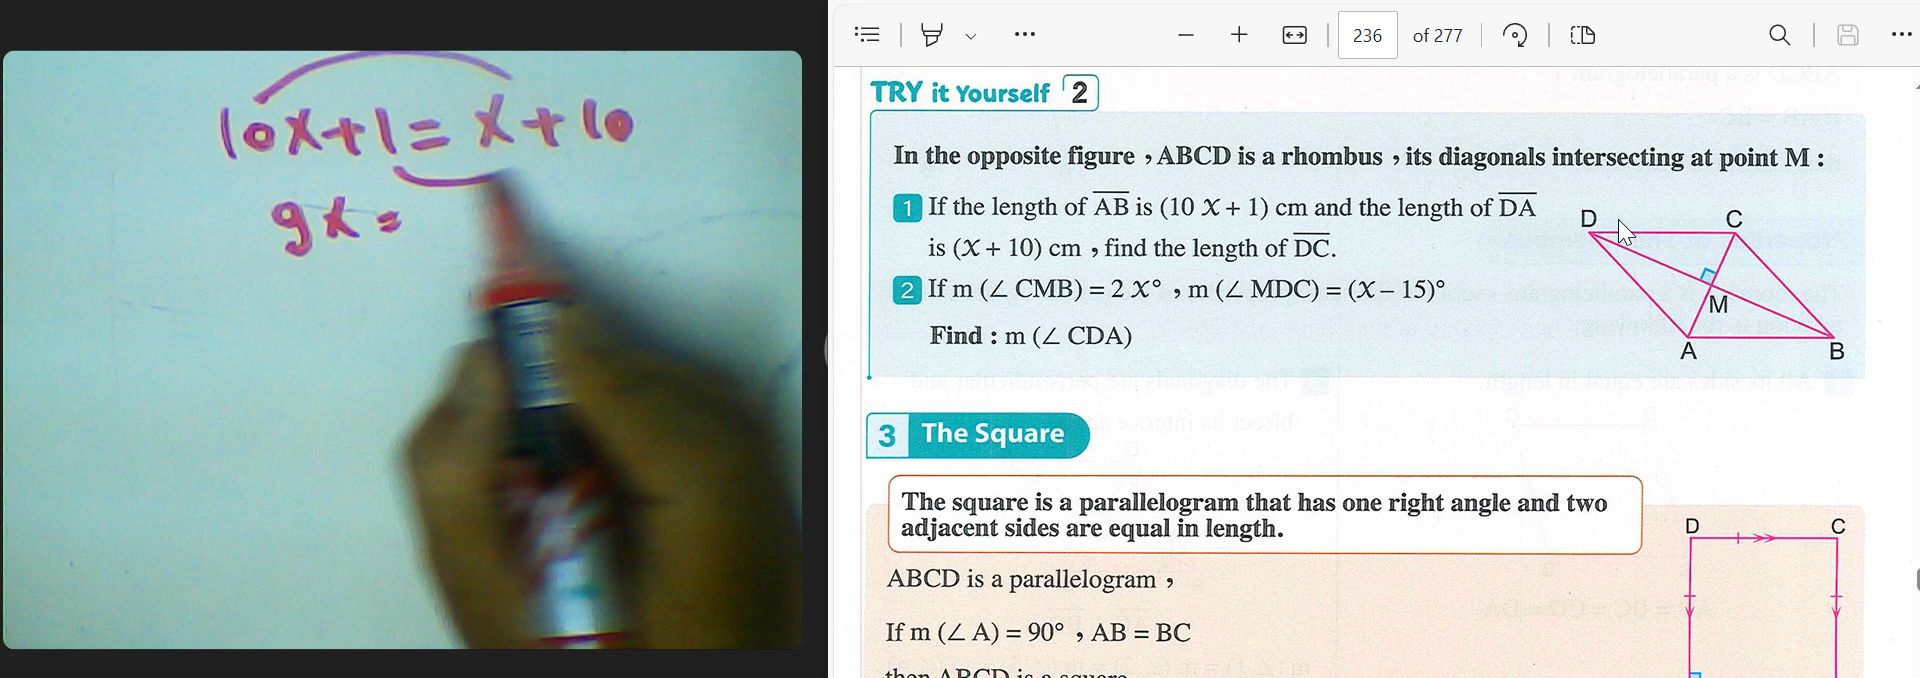 10x+1=x+10
9x=
236 of 277
TRY it Yourself 2
In the opposite figure , ABCD is a rhombus , its diagonals intersecting at point M :
1 If the length of A̅B̅ is (10 X + 1) cm and the length of D̅A̅
is (X + 10) cm , find the length of D̅C̅.
2 If m (∠ CMB) = 2 X° , m (∠ MDC) = (X – 15)°
Find : m (∠ CDA)
D C
M
A B
3 The Square
The square is a parallelogram that has one right angle and two
adjacent sides are equal in length.
D C
ABCD is a parallelogram ,
If m (∠ A) = 90° , AB = BC
then ABCD is a square